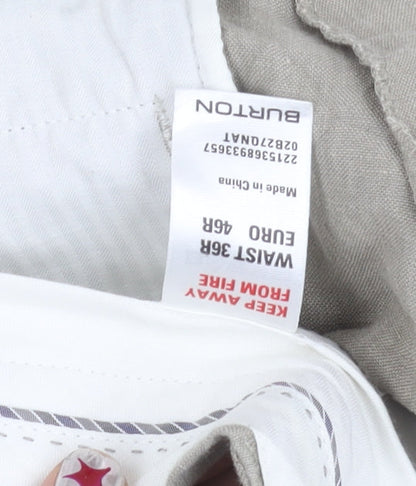 KEEP AWAY
FROM FIRE
WAIST 36R
EURO 46R
Made in China
2215368933657
02B27QNAT
BURTON